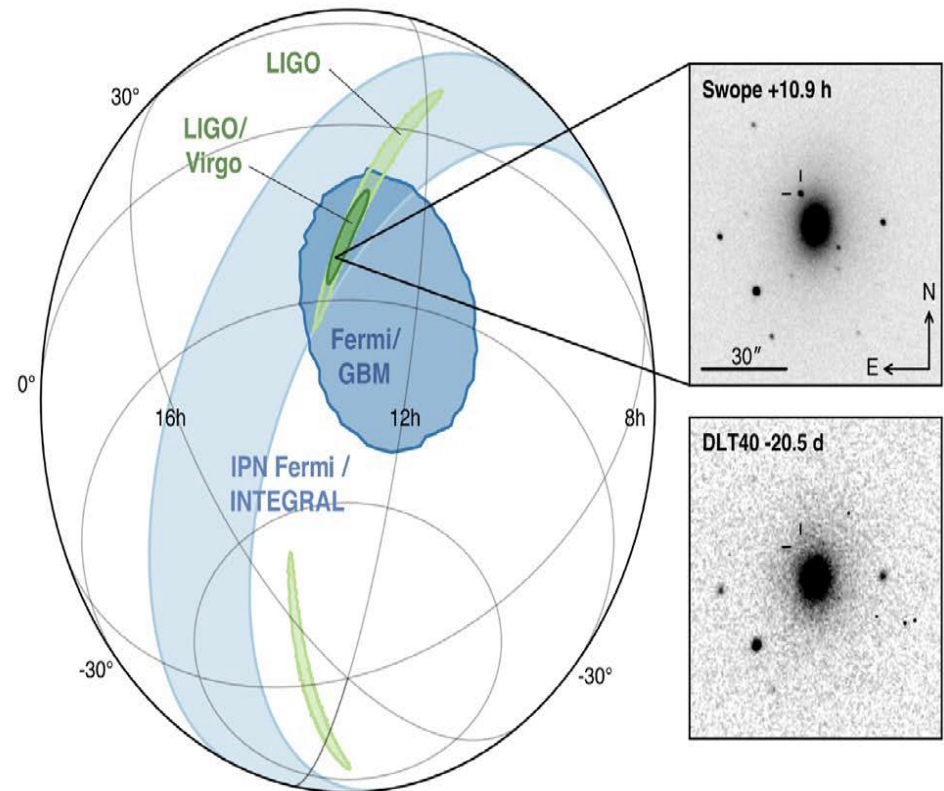 LIGO
30°
LIGO/
Virgo
Swope +10.9 h
N
30″
E
Fermi/
GBM
0°
16h
12h
8h
IPN Fermi /
INTEGRAL
DLT40 -20.5 d
-30°
-30°